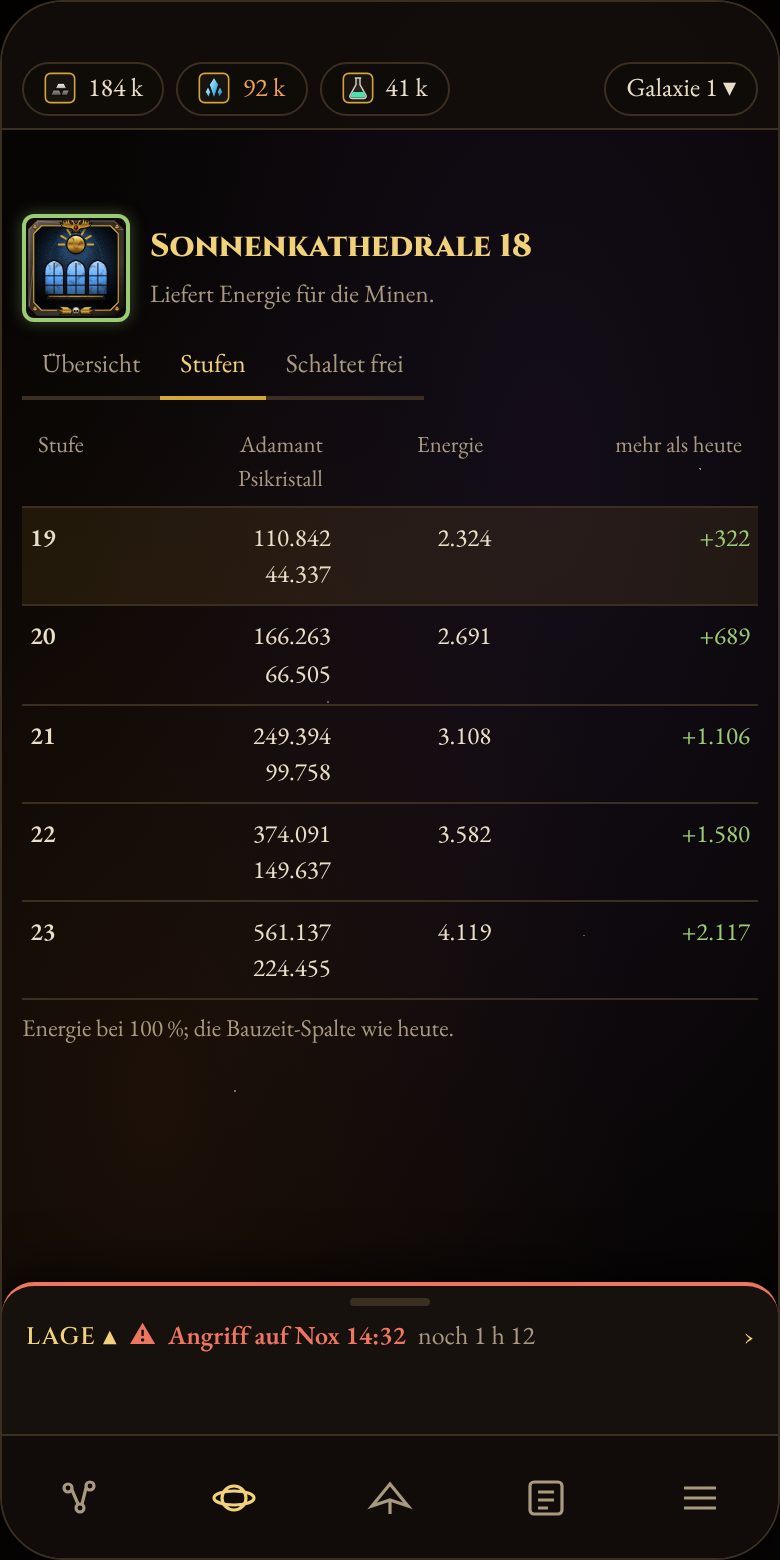 184 k 92 k 41 k Galaxie 1 ▼
Sonnenkathedrale 18
Liefert Energie für die Minen.
Übersicht Stufen Schaltet frei
Stufe Adamant Energie mehr als heute
Psikristall
19 110.842 2.324 +322
44.337
20 166.263 2.691 +689
66.505
21 249.394 3.108 +1.106
99.758
22 374.091 3.582 +1.580
149.637
23 561.137 4.119 +2.117
224.455
Energie bei 100 %; die Bauzeit-Spalte wie heute.
LAGE ▲ Angriff auf Nox 14:32 noch 1 h 12 ›